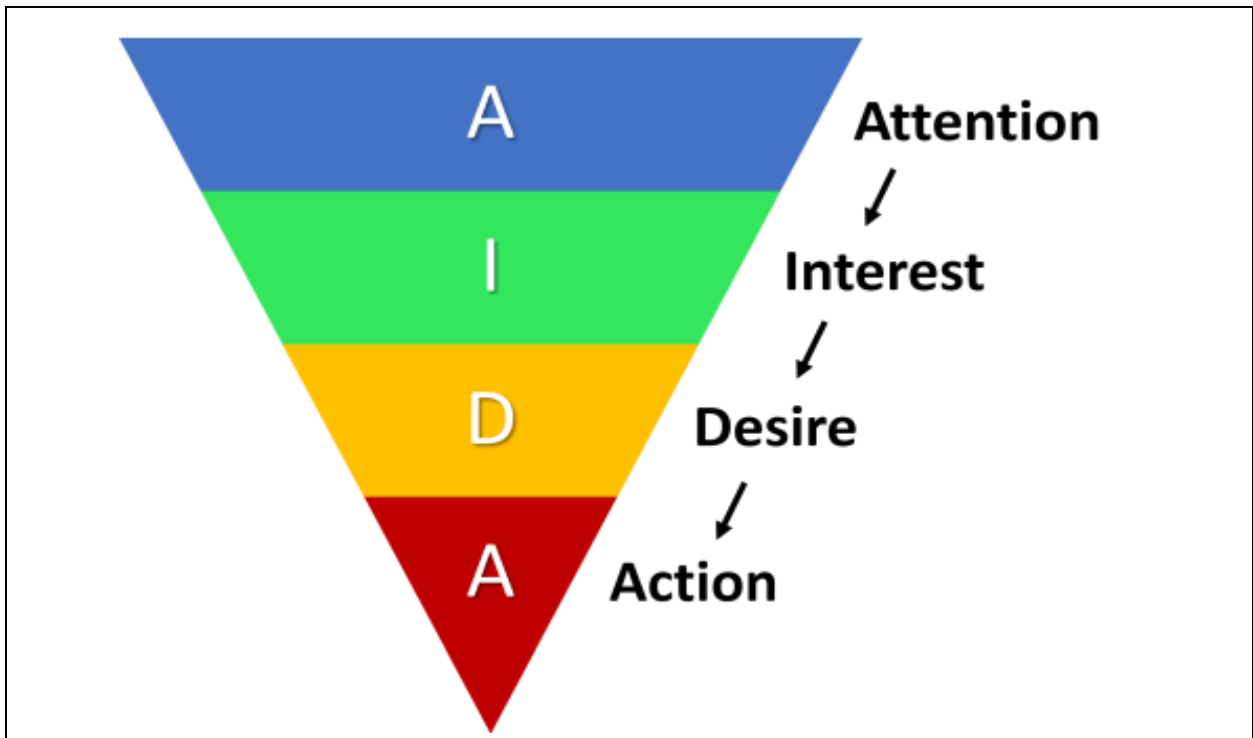 A
Attention
I
Interest
D
Desire
A
Action